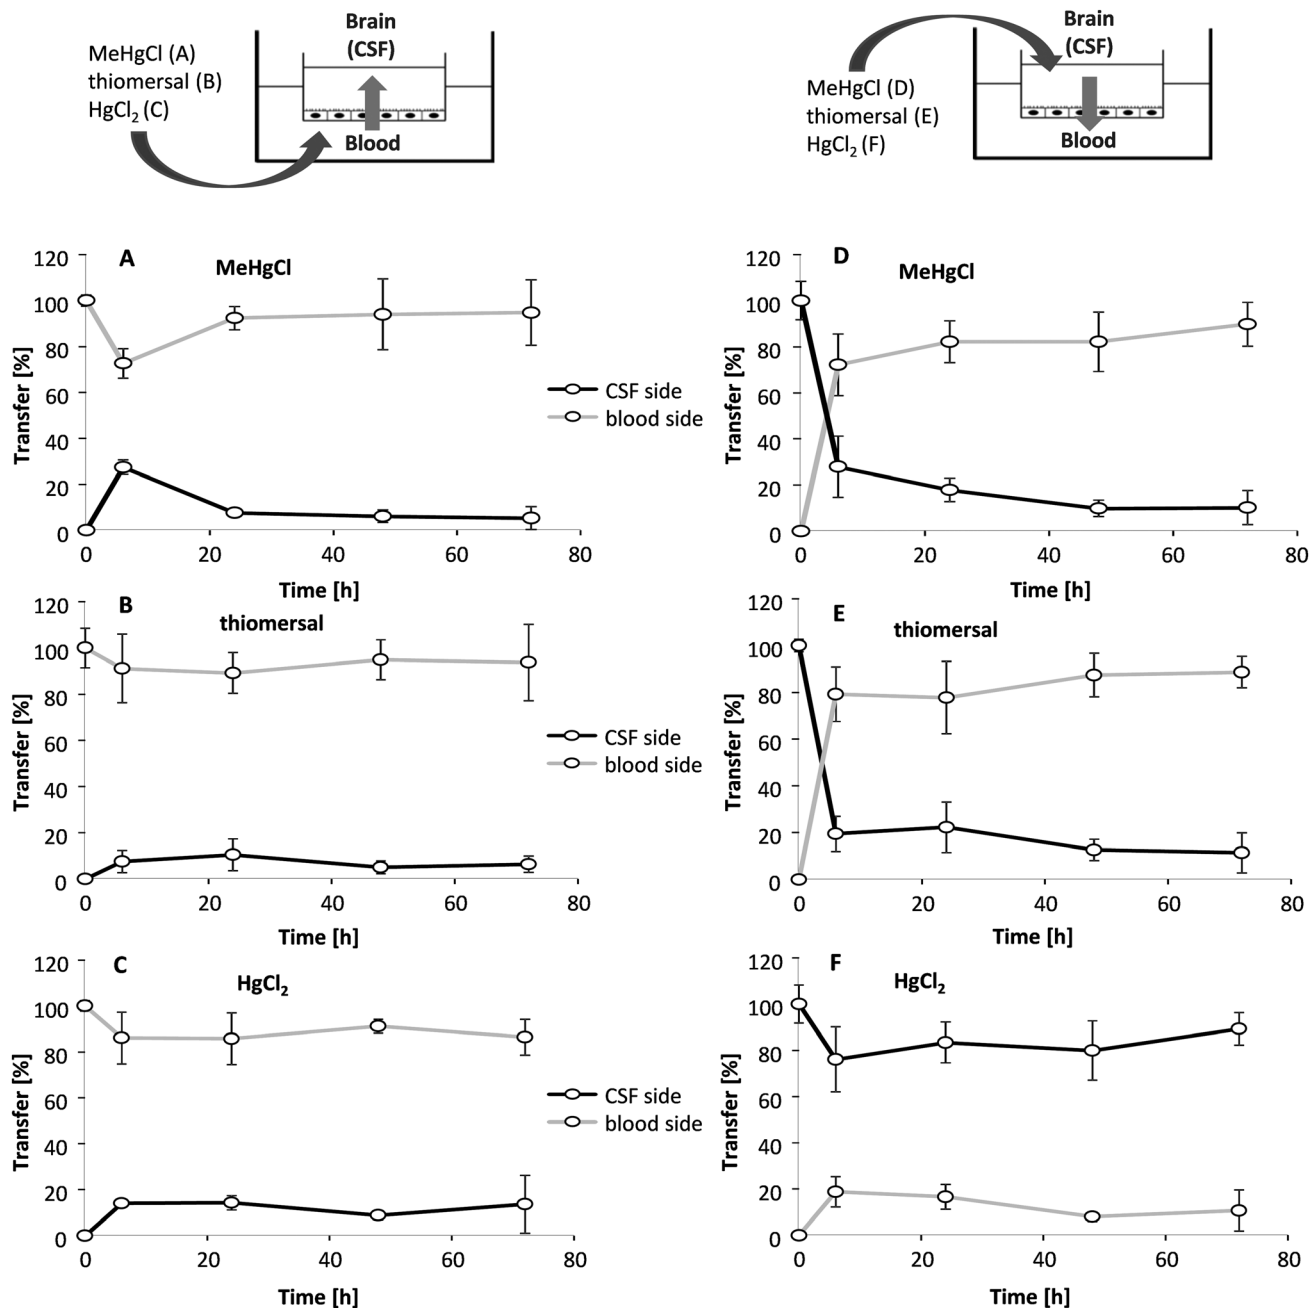 Brain
(CSF)
MeHgCl (A)
thiomersal (B)
HgCl₂ (C)
Blood
Brain
(CSF)
MeHgCl (D)
thiomersal (E)
HgCl₂ (F)
Blood
A
MeHgCl
120
100
80
60
40
20
0
Transfer [%]
0 20 40 60 80
Time [h]
CSF side
blood side
D
MeHgCl
120
100
80
60
40
20
0
Transfer [%]
0 20 40 60 80
Time [h]
B
thiomersal
120
100
80
60
40
20
0
Transfer [%]
0 20 40 60 80
Time [h]
CSF side
blood side
E
thiomersal
120
100
80
60
40
20
0
Transfer [%]
0 20 40 60 80
Time [h]
C
HgCl₂
120
100
80
60
40
20
0
Transfer [%]
0 20 40 60 80
Time [h]
CSF side
blood side
F
HgCl₂
120
100
80
60
40
20
0
Transfer [%]
0 20 40 60 80
Time [h]